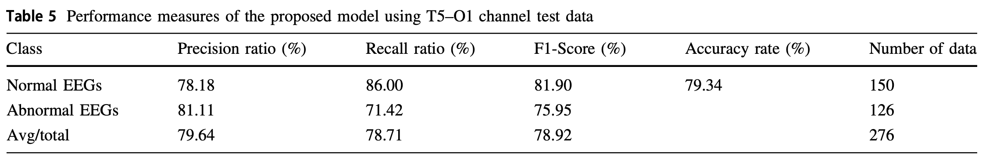 Table 5 Performance measures of the proposed model using T5–O1 channel test data
Class Precision ratio (%) Recall ratio (%) F1-Score (%) Accuracy rate (%) Number of data
Normal EEGs 78.18 86.00 81.90 79.34 150
Abnormal EEGs 81.11 71.42 75.95 126
Avg/total 79.64 78.71 78.92 276